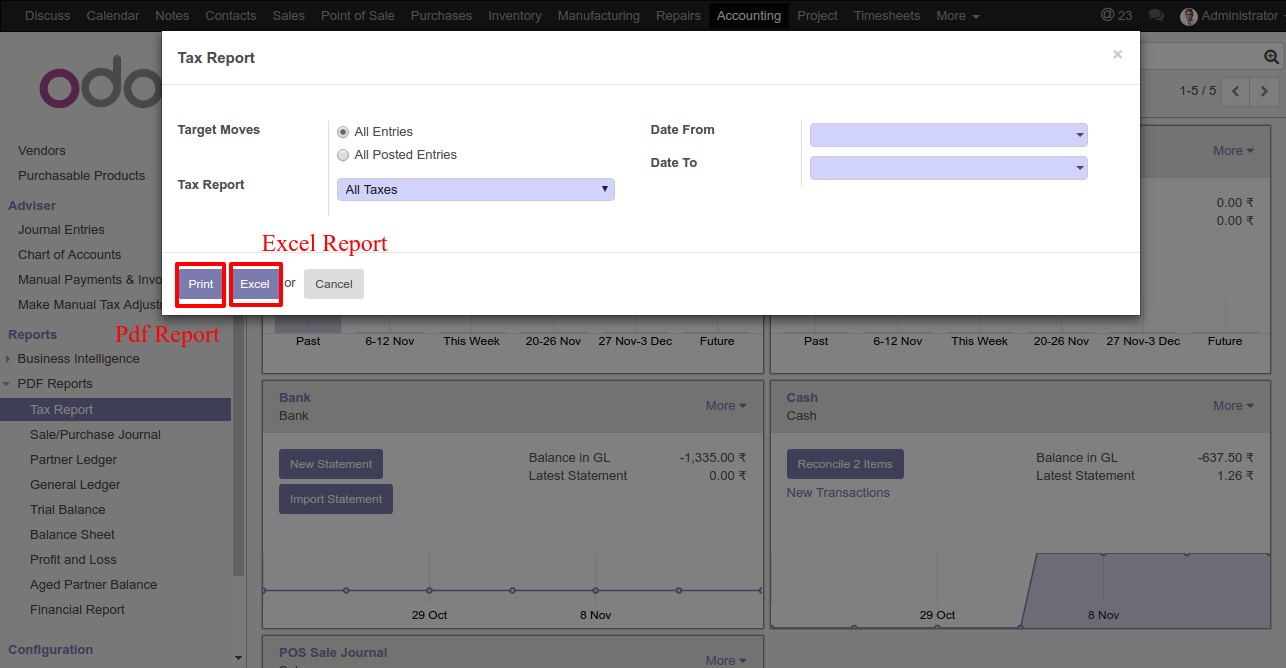 Discuss Calendar Notes Contacts Sales Point of Sale Purchases Inventory Manufacturing Repairs Accounting Project Timesheets More @ 23 Administrator
odo
Tax Report ×
1-5 / 5
Target Moves
All Entries
All Posted Entries
Tax Report
All Taxes
Date From
Date To
Excel Report
Print Excel or Cancel
Pdf Report
Vendors
Purchasable Products
Adviser
Journal Entries
Chart of Accounts
Manual Payments & Invo
Make Manual Tax Adjust
Reports
Business Intelligence
PDF Reports
Tax Report
Sale/Purchase Journal
Partner Ledger
General Ledger
Trial Balance
Balance Sheet
Profit and Loss
Aged Partner Balance
Financial Report
Configuration
More
0.00 ₹
0.00 ₹
Past 6-12 Nov This Week 20-26 Nov 27 Nov-3 Dec Future
Past 6-12 Nov This Week 20-26 Nov 27 Nov-3 Dec Future
Bank
Bank
More
New Statement
Import Statement
Balance in GL -1,335.00 ₹
Latest Statement 0.00 ₹
29 Oct 8 Nov
Cash
Cash
More
Reconcile 2 Items
New Transactions
Balance in GL -637.50 ₹
Latest Statement 1.26 ₹
29 Oct 8 Nov
POS Sale Journal
More